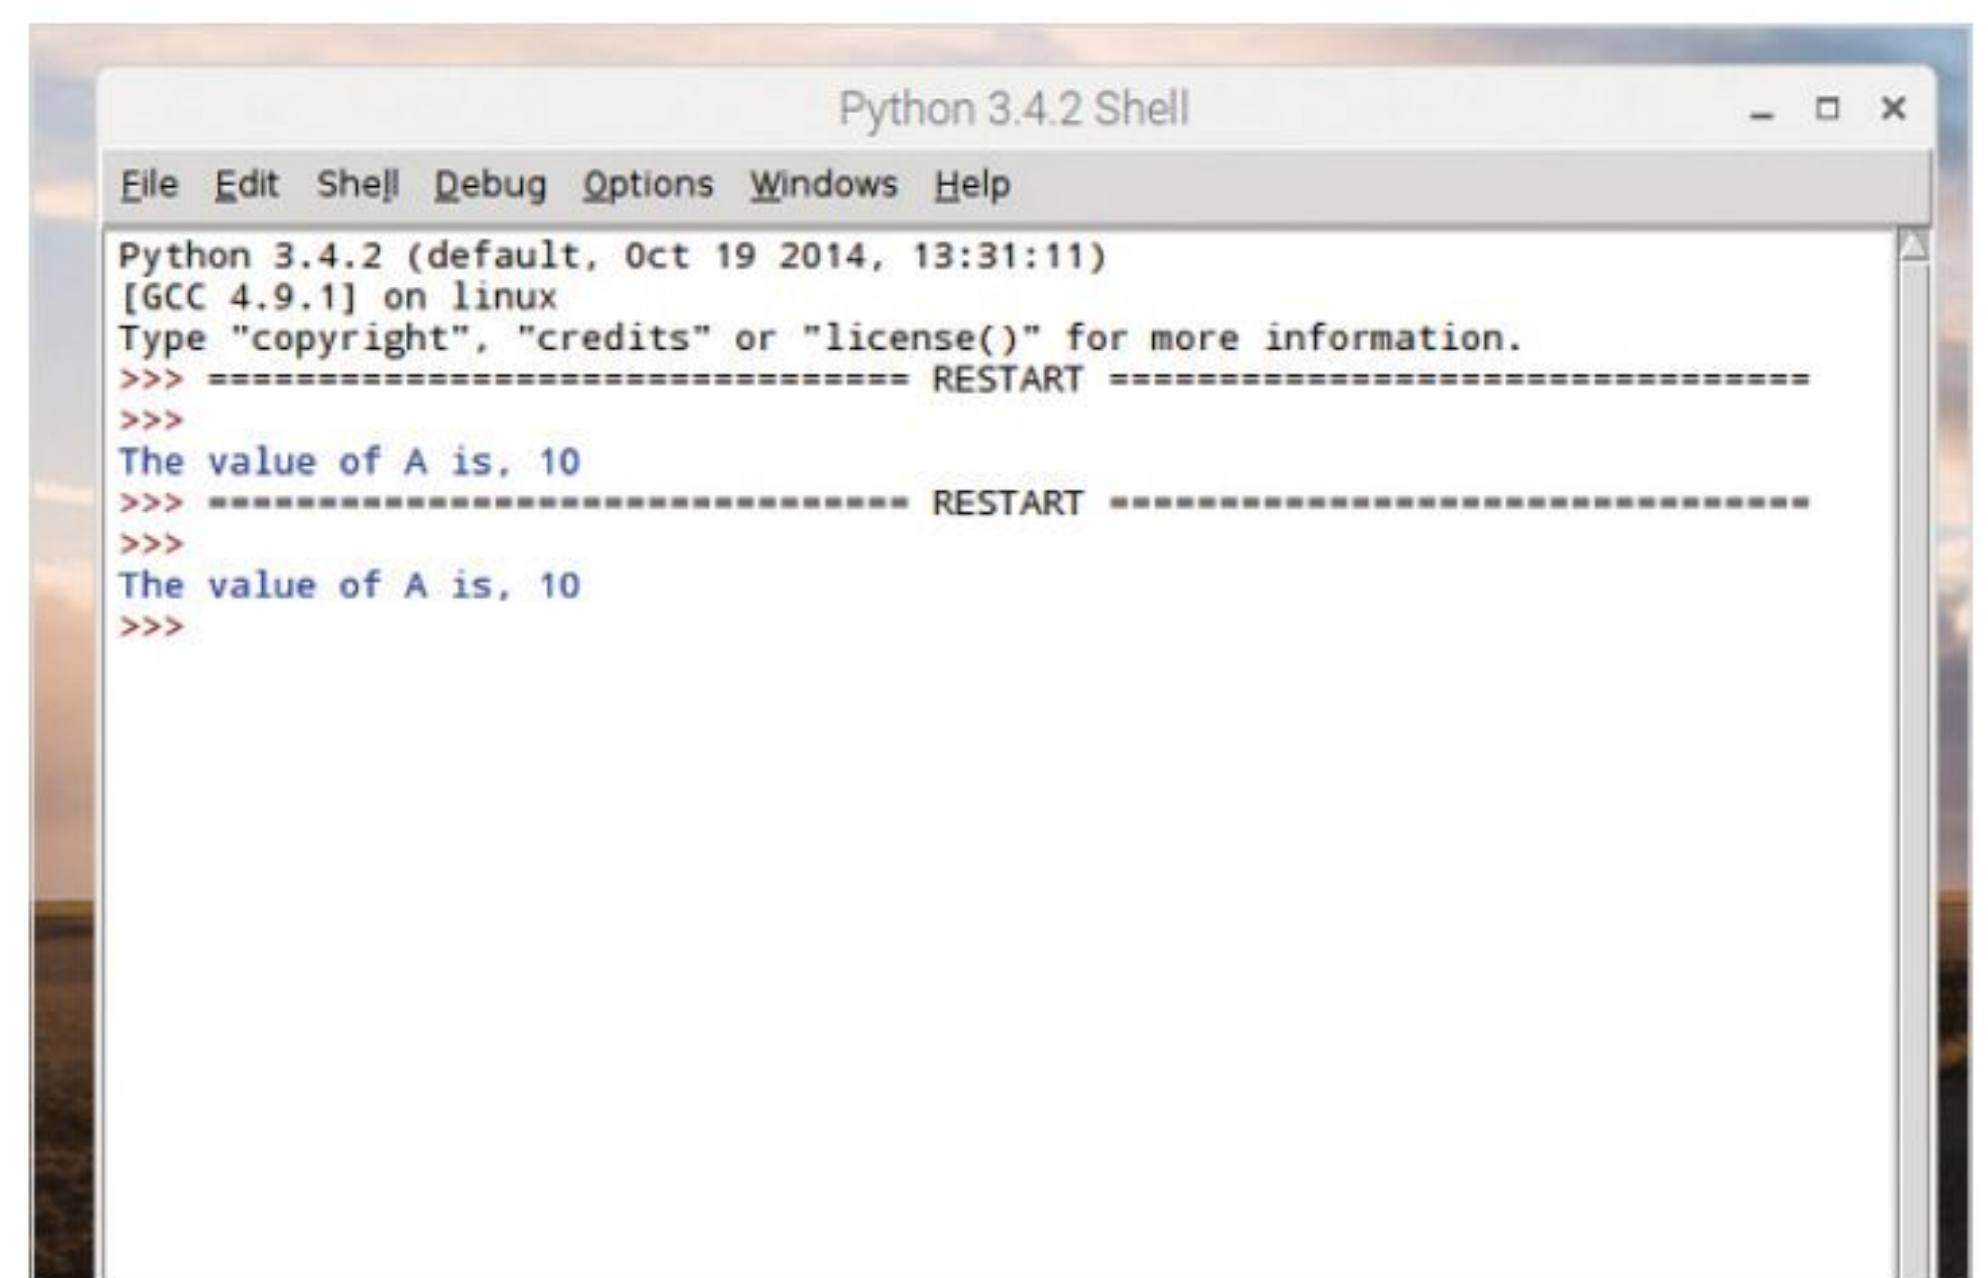 Python 3.4.2 Shell
File Edit Shell Debug Options Windows Help
Python 3.4.2 (default, Oct 19 2014, 13:31:11)
[GCC 4.9.1] on linux
Type "copyright", "credits" or "license()" for more information.
>>> ================================ RESTART ================================
>>>
The value of A is, 10
>>> ================================ RESTART ================================
>>>
The value of A is, 10
>>>